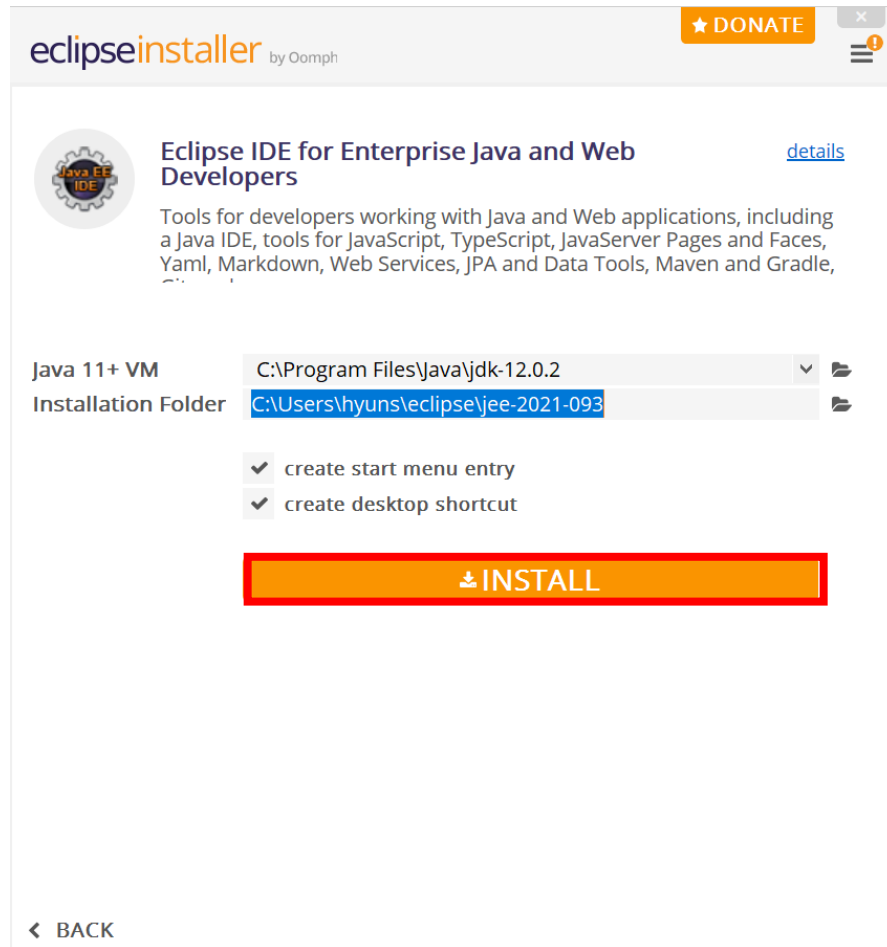 DONATE
eclipseinstaller by Oomph
Java EE
IDE
Eclipse IDE for Enterprise Java and Web
Developers
details
Tools for developers working with Java and Web applications, including
a Java IDE, tools for JavaScript, TypeScript, JavaServer Pages and Faces,
Yaml, Markdown, Web Services, JPA and Data Tools, Maven and Gradle,
Java 11+ VM
C:\Program Files\Java\jdk-12.0.2
Installation Folder
C:\Users\hyuns\eclipse\jee-2021-093
create start menu entry
create desktop shortcut
INSTALL
BACK